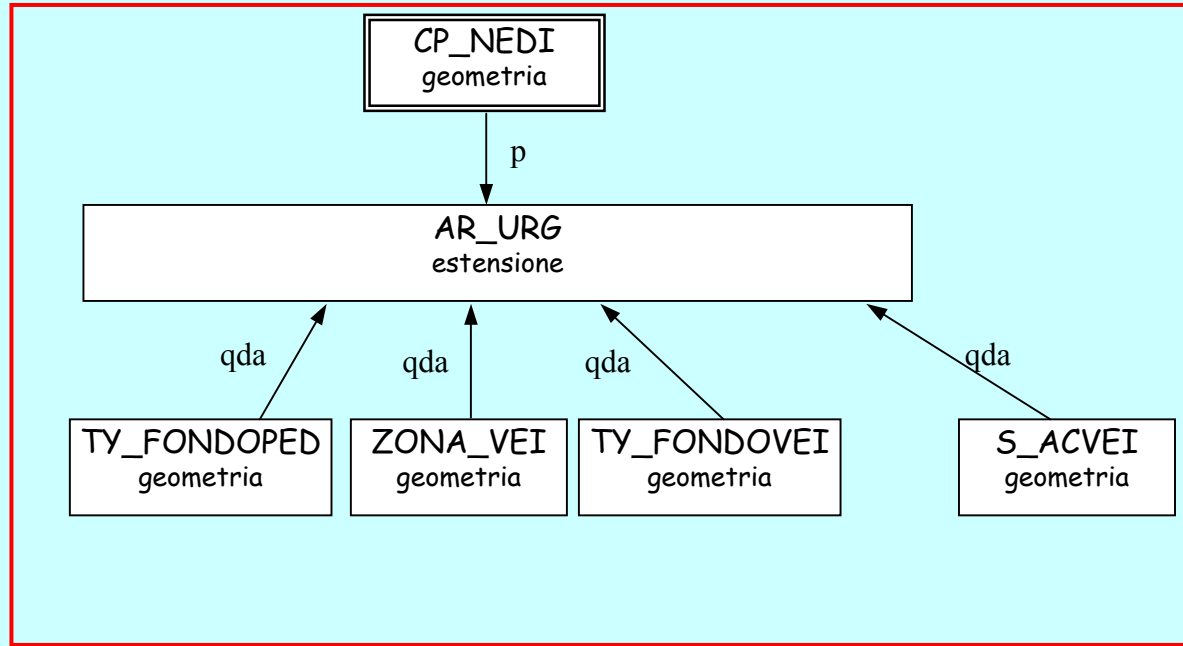 CP_NEDI
geometria
p
AR_URG
estensione
qda
qda
qda
qda
TY_FONDOPED
geometria
ZONA_VEI
geometria
TY_FONDOVEI
geometria
S_ACVEI
geometria